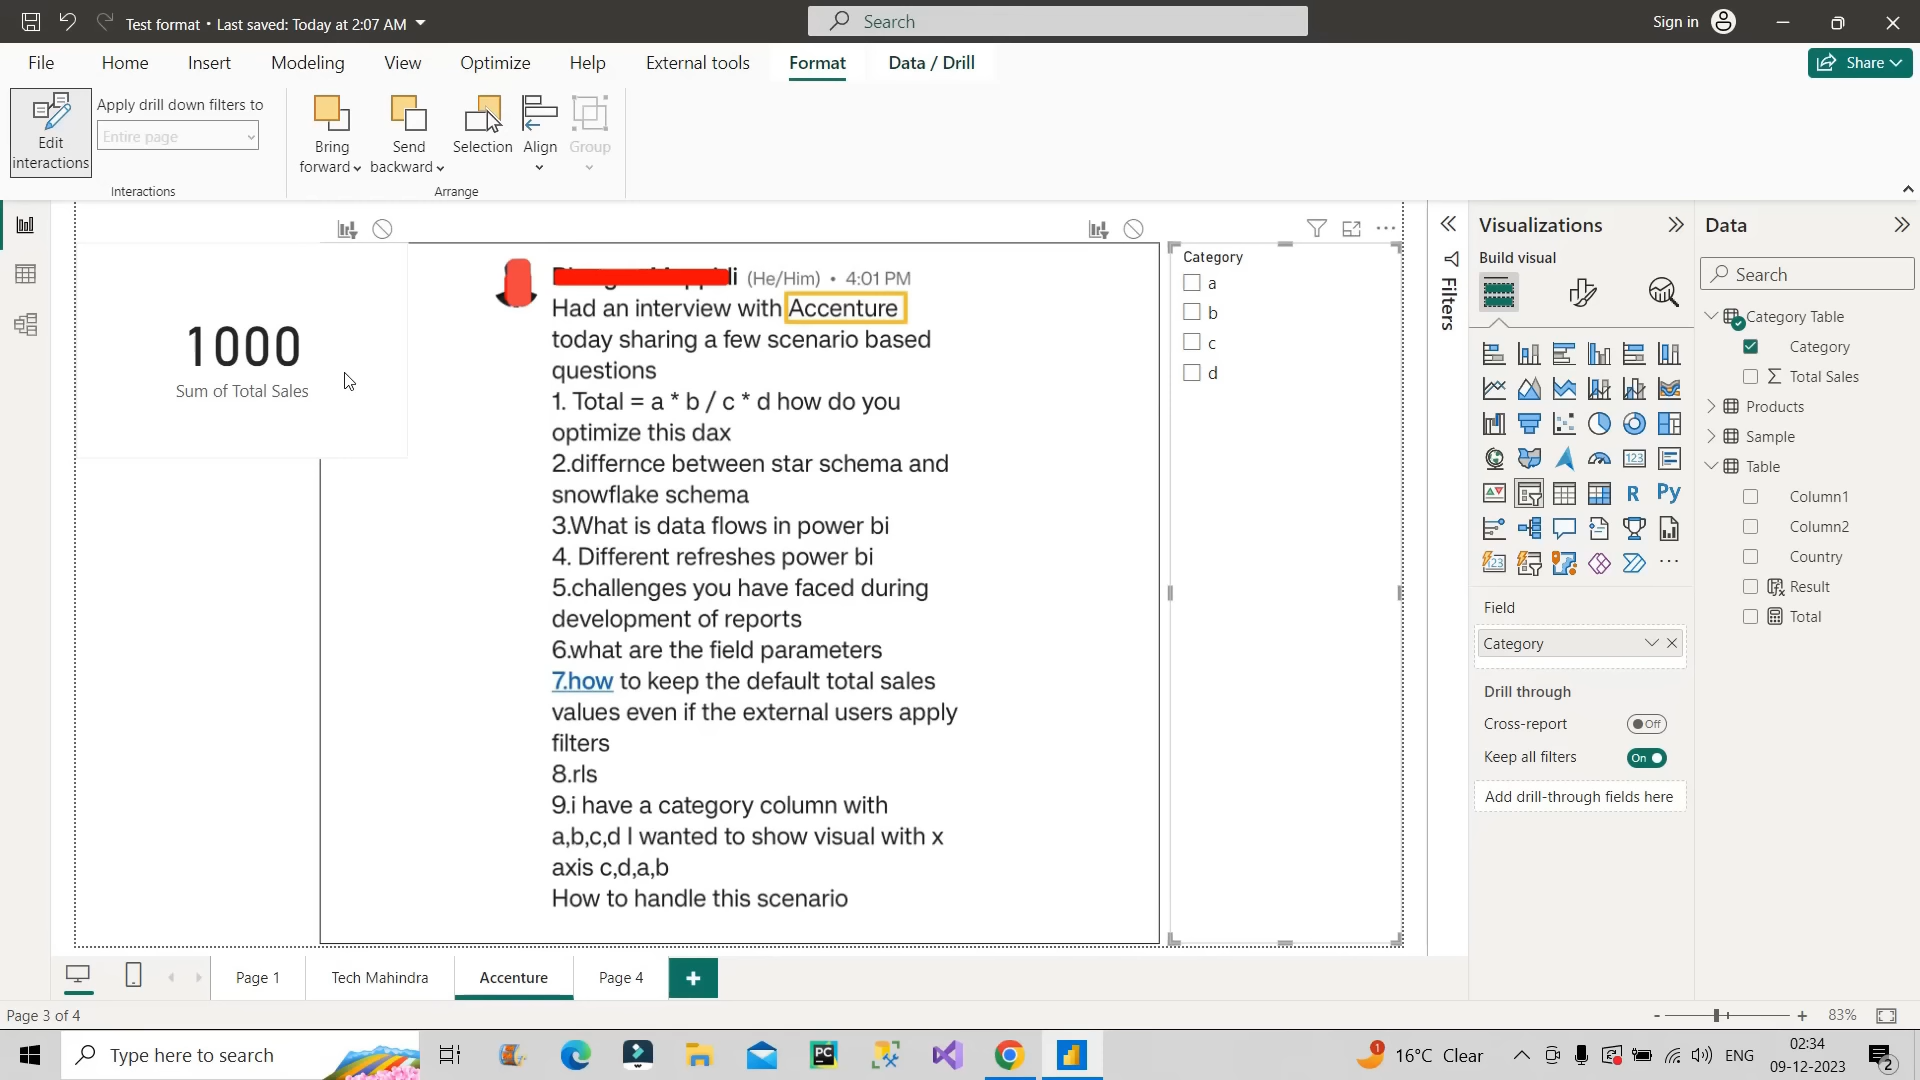 Test format • Last saved: Today at 2:07 AM
Search
Sign in
File
Home
Insert
Modeling
View
Optimize
Help
External tools
Format
Data / Drill
Share
Edit
interactions
Apply drill down filters to
Entire page
Interactions
Bring
forward
Send
backward
Selection
Align
Group
Arrange
1000
Sum of Total Sales
(He/Him) • 4:01 PM
Had an interview with Accenture
today sharing a few scenario based
questions
1. Total = a * b / c * d how do you
optimize this dax
2.differnce between star schema and
snowflake schema
3.What is data flows in power bi
4. Different refreshes power bi
5.challenges you have faced during
development of reports
6.what are the field parameters
7.how to keep the default total sales
values even if the external users apply
filters
8.rls
9.i have a category column with
a,b,c,d I wanted to show visual with x
axis c,d,a,b
How to handle this scenario
Category
a
b
c
d
Filters
Visualizations
Build visual
123
R
Py
123
Field
Category
Drill through
Cross-report
Off
Keep all filters
On
Add drill-through fields here
Data
Search
Category Table
Category
Total Sales
Products
Sample
Table
Column1
Column2
Country
Result
Total
Page 1
Tech Mahindra
Accenture
Page 4
Page 3 of 4
83%
Type here to search
PC
1
16°C Clear
ENG
02:34
09-12-2023
2